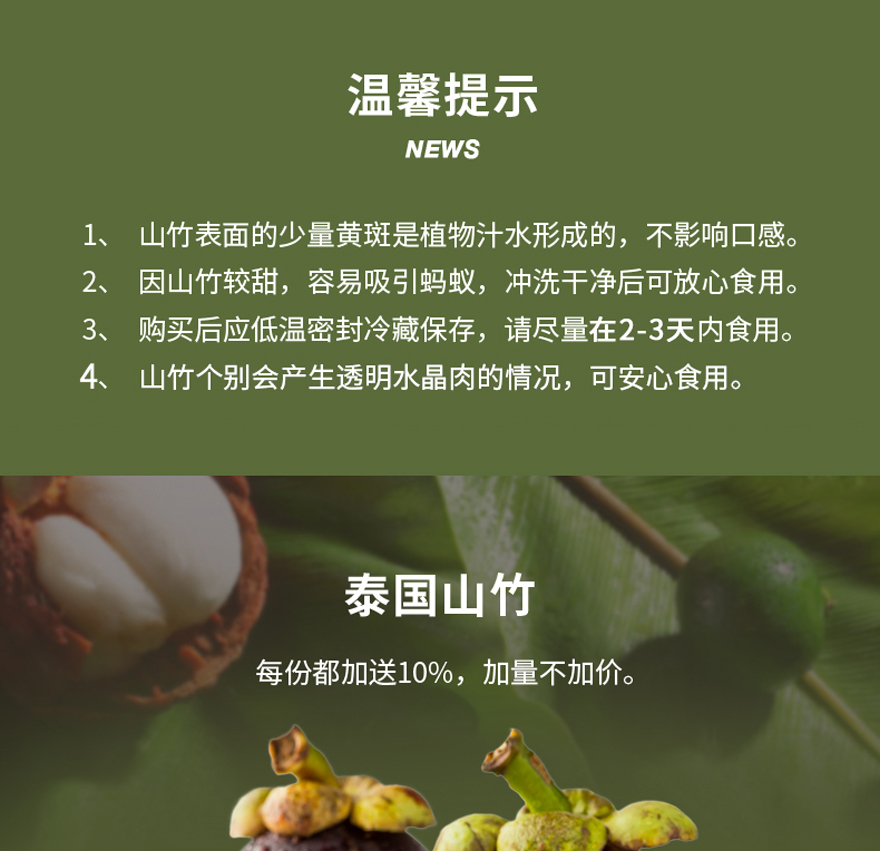 温馨提示
NEWS
1、 山竹表面的少量黄斑是植物汁水形成的，不影响口感。
2、 因山竹较甜，容易吸引蚂蚁，冲洗干净后可放心食用。
3、 购买后应低温密封冷藏保存，请尽量在2-3天内食用。
4、 山竹个别会产生透明水晶肉的情况，可安心食用。
泰国山竹
每份都加送10%，加量不加价。